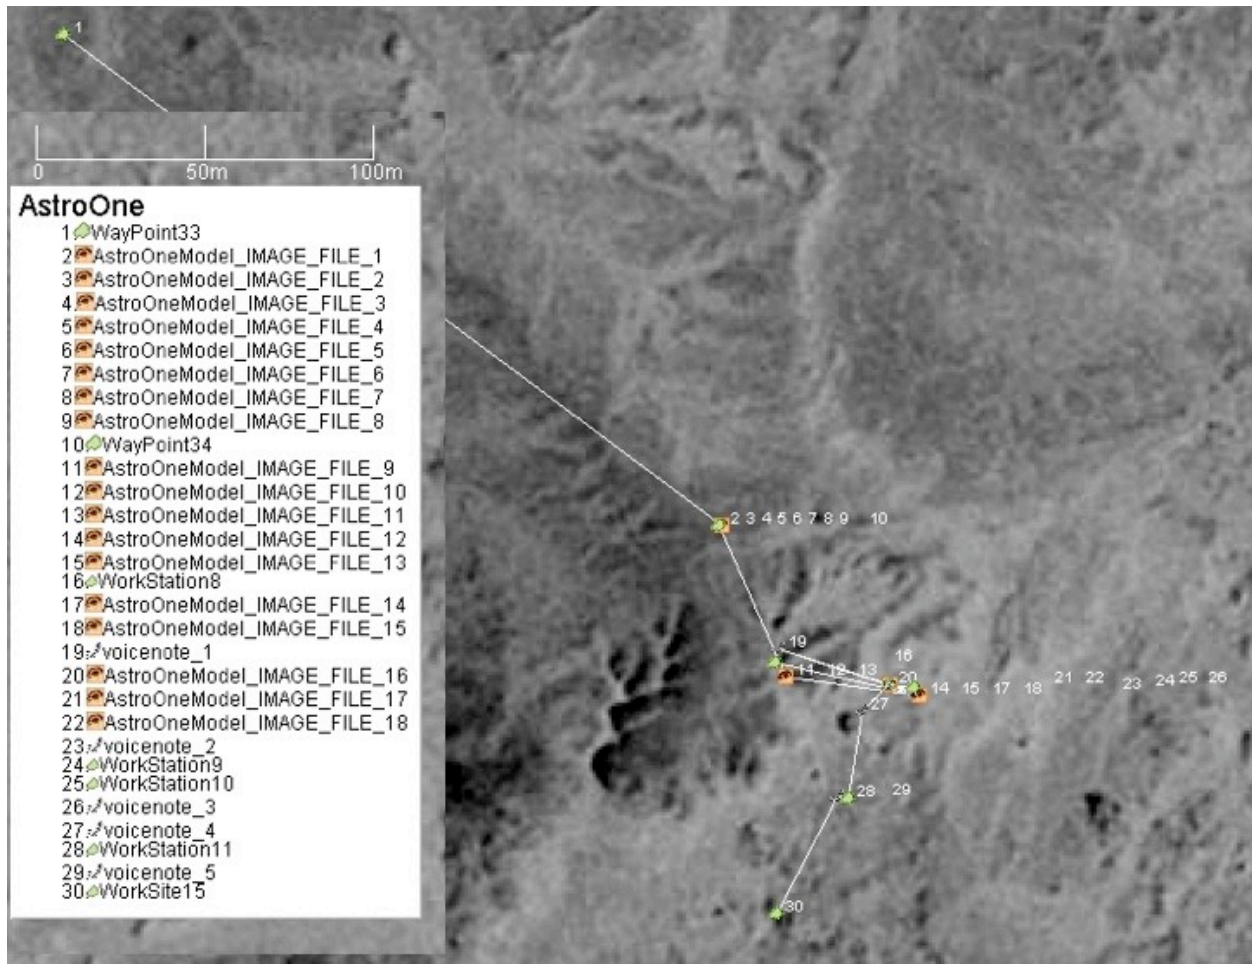 1
0 50m 100m
AstroOne
1 WayPoint33
2 AstroOneModel_IMAGE_FILE_1
3 AstroOneModel_IMAGE_FILE_2
4 AstroOneModel_IMAGE_FILE_3
5 AstroOneModel_IMAGE_FILE_4
6 AstroOneModel_IMAGE_FILE_5
7 AstroOneModel_IMAGE_FILE_6
8 AstroOneModel_IMAGE_FILE_7
9 AstroOneModel_IMAGE_FILE_8
10 WayPoint34
11 AstroOneModel_IMAGE_FILE_9
12 AstroOneModel_IMAGE_FILE_10
13 AstroOneModel_IMAGE_FILE_11
14 AstroOneModel_IMAGE_FILE_12
15 AstroOneModel_IMAGE_FILE_13
16 WorkStation8
17 AstroOneModel_IMAGE_FILE_14
18 AstroOneModel_IMAGE_FILE_15
19 voicenote_1
20 AstroOneModel_IMAGE_FILE_16
21 AstroOneModel_IMAGE_FILE_17
22 AstroOneModel_IMAGE_FILE_18
23 voicenote_2
24 WorkStation9
25 WorkStation10
26 voicenote_3
27 voicenote_4
28 WorkStation11
29 voicenote_5
30 WorkSite15
2 3 4 5 6 7 8 9 10
19
16
11 12 13 20
14 15 17 18 21 22 23 24 25 26
27
28 29
30